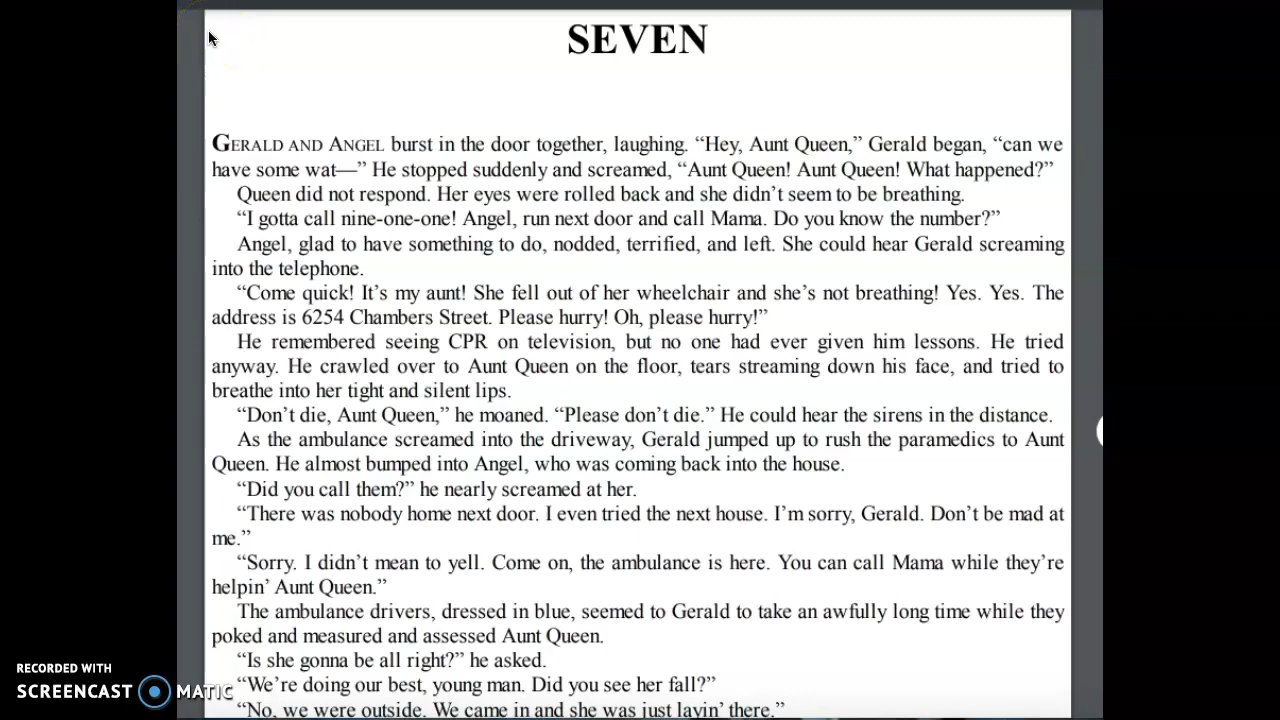 SEVEN
GERALD AND ANGEL burst in the door together, laughing. “Hey, Aunt Queen,” Gerald began, “can we
have some wat—” He stopped suddenly and screamed, “Aunt Queen! Aunt Queen! What happened?”
Queen did not respond. Her eyes were rolled back and she didn’t seem to be breathing.
“I gotta call nine-one-one! Angel, run next door and call Mama. Do you know the number?”
Angel, glad to have something to do, nodded, terrified, and left. She could hear Gerald screaming
into the telephone.
“Come quick! It’s my aunt! She fell out of her wheelchair and she’s not breathing! Yes. Yes. The
address is 6254 Chambers Street. Please hurry! Oh, please hurry!”
He remembered seeing CPR on television, but no one had ever given him lessons. He tried
anyway. He crawled over to Aunt Queen on the floor, tears streaming down his face, and tried to
breathe into her tight and silent lips.
“Don’t die, Aunt Queen,” he moaned. “Please don’t die.” He could hear the sirens in the distance.
As the ambulance screamed into the driveway, Gerald jumped up to rush the paramedics to Aunt
Queen. He almost bumped into Angel, who was coming back into the house.
“Did you call them?” he nearly screamed at her.
“There was nobody home next door. I even tried the next house. I’m sorry, Gerald. Don’t be mad at
me.”
“Sorry. I didn’t mean to yell. Come on, the ambulance is here. You can call Mama while they’re
helpin’ Aunt Queen.”
The ambulance drivers, dressed in blue, seemed to Gerald to take an awfully long time while they
poked and measured and assessed Aunt Queen.
“Is she gonna be all right?” he asked.
“We’re doing our best, young man. Did you see her fall?”
“No, we were outside. We came in and she was just layin’ there.”
RECORDED WITH
SCREENCAST MATIC